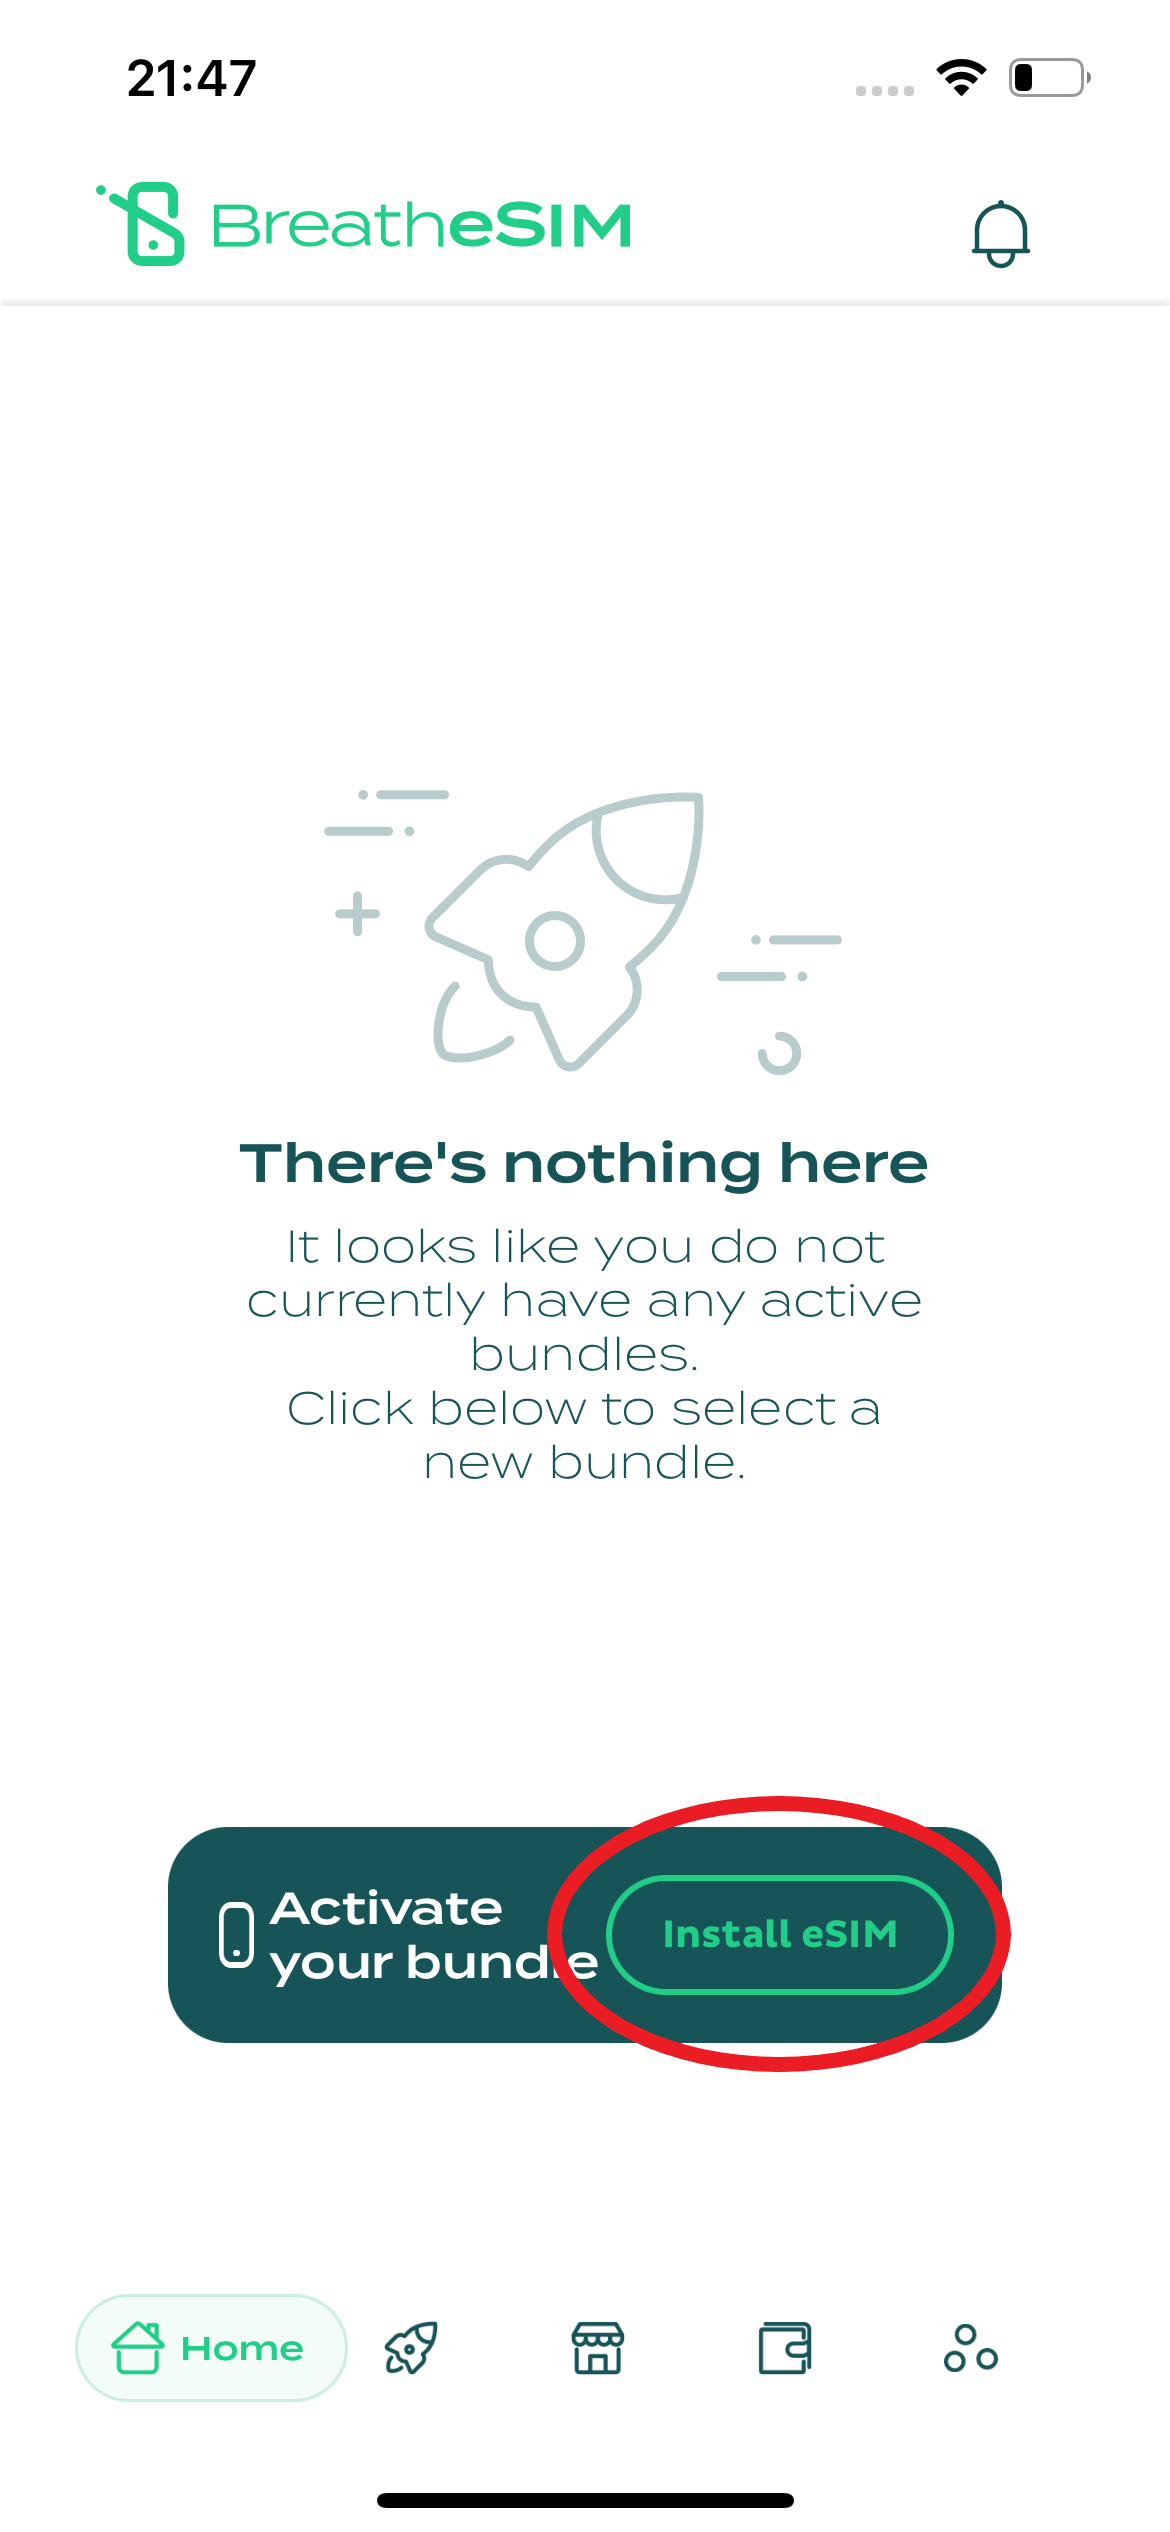 21:47
BreatheSIM
There's nothing here
It looks like you do not
currently have any active
bundles.
Click below to select a
new bundle.
Activate
your bundle
Install eSIM
Home